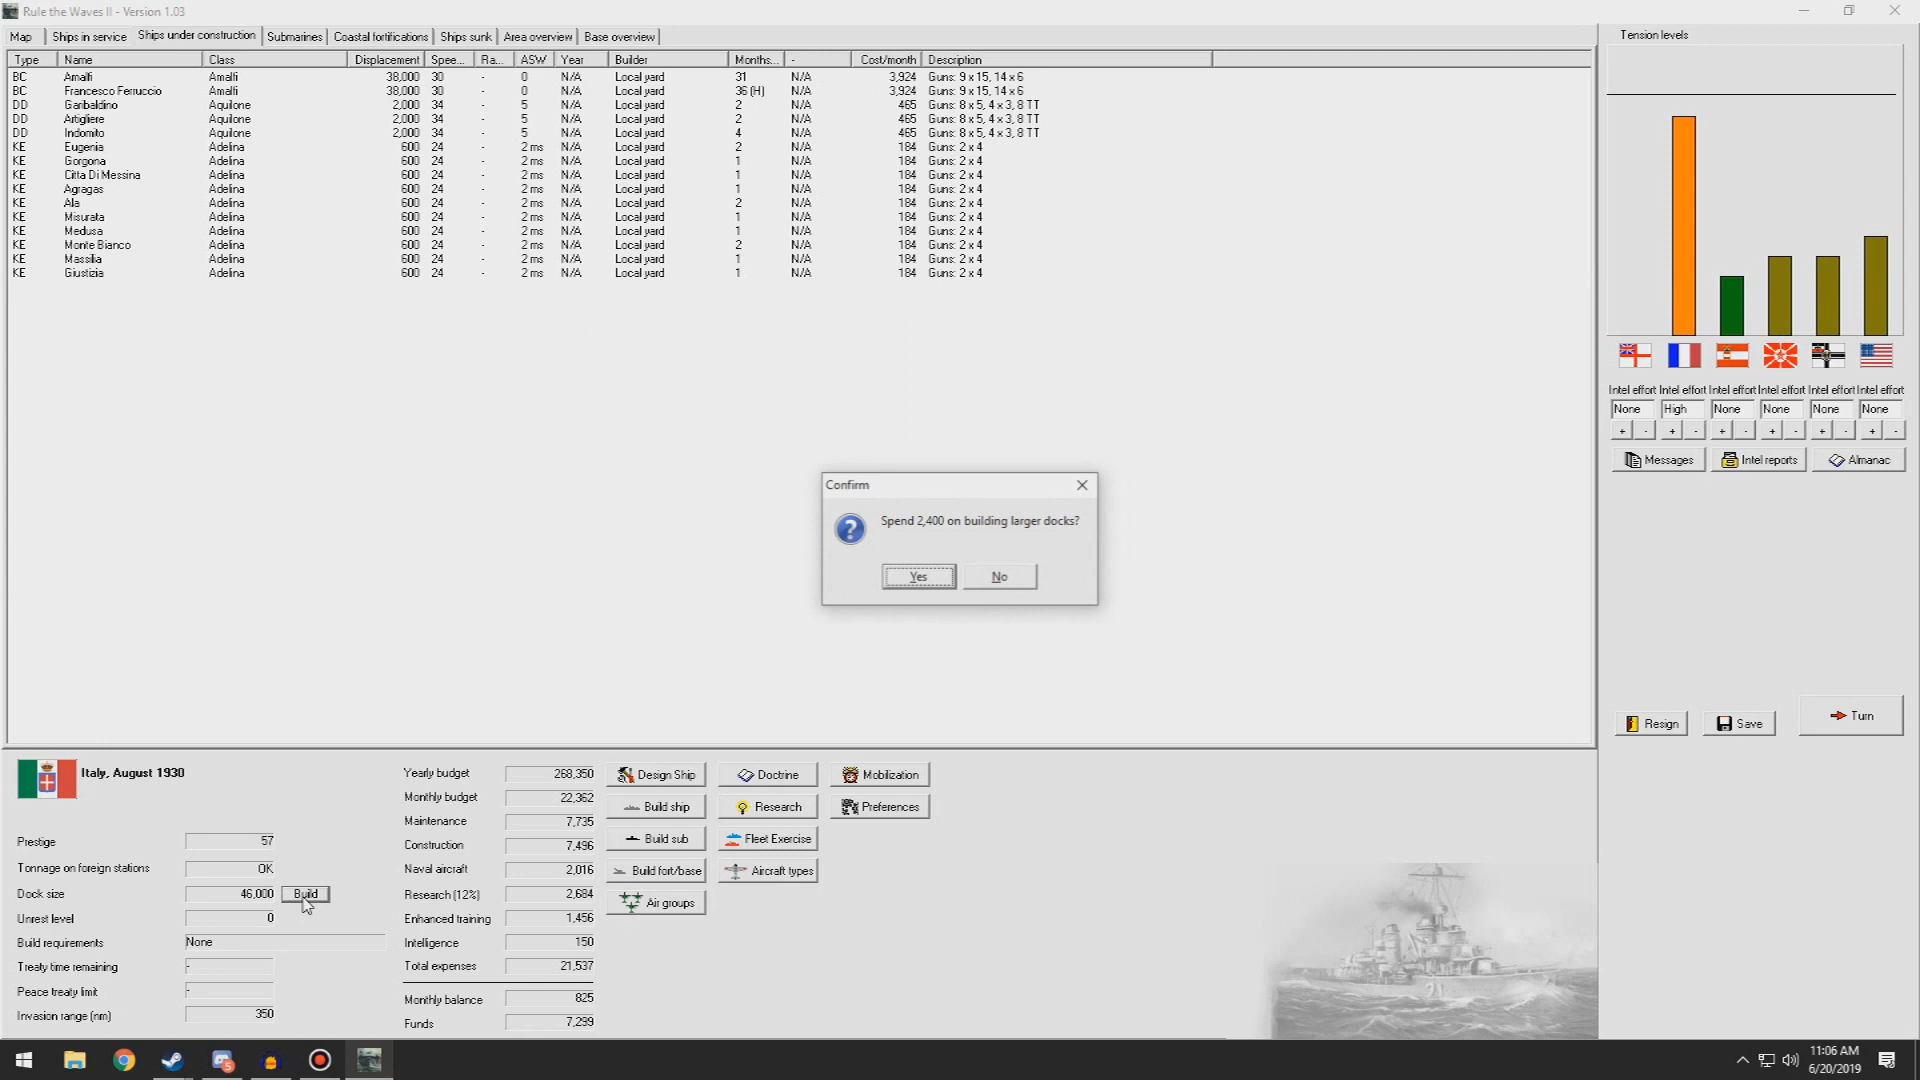 Rule the Waves II - Version 1.03
Map Ships in service Ships under construction Submarines Coastal fortifications Ships sunk Area overview Base overview
Type Name Class Displacement Spee... Ra... ASW Year Builder Months... - Cost/month Description
BC Amalfi Amalfi 38,000 30 - 0 N/A Local yard 31 N/A 3,924 Guns: 9 x 15, 14 x 6
BC Francesco Ferruccio Amalfi 38,000 30 - 0 N/A Local yard 36 (H) N/A 3,924 Guns: 9 x 15, 14 x 6
DD Garibaldino Aquilone 2,000 34 - 5 N/A Local yard 2 N/A 465 Guns: 8 x 5, 4 x 3, 8 TT
DD Artigliere Aquilone 2,000 34 - 5 N/A Local yard 2 N/A 465 Guns: 8 x 5, 4 x 3, 8 TT
DD Indomito Aquilone 2,000 34 - 5 N/A Local yard 4 N/A 465 Guns: 8 x 5, 4 x 3, 8 TT
KE Eugenia Adelina 600 24 - 2 ms N/A Local yard 2 N/A 184 Guns: 2 x 4
KE Gorgona Adelina 600 24 - 2 ms N/A Local yard 1 N/A 184 Guns: 2 x 4
KE Citta Di Messina Adelina 600 24 - 2 ms N/A Local yard 1 N/A 184 Guns: 2 x 4
KE Agragas Adelina 600 24 - 2 ms N/A Local yard 1 N/A 184 Guns: 2 x 4
KE Ala Adelina 600 24 - 2 ms N/A Local yard 2 N/A 184 Guns: 2 x 4
KE Misurata Adelina 600 24 - 2 ms N/A Local yard 1 N/A 184 Guns: 2 x 4
KE Medusa Adelina 600 24 - 2 ms N/A Local yard 1 N/A 184 Guns: 2 x 4
KE Monte Bianco Adelina 600 24 - 2 ms N/A Local yard 2 N/A 184 Guns: 2 x 4
KE Massilia Adelina 600 24 - 2 ms N/A Local yard 1 N/A 184 Guns: 2 x 4
KE Giustizia Adelina 600 24 - 2 ms N/A Local yard 1 N/A 184 Guns: 2 x 4
Tension levels
Intel effort Intel effort Intel effort Intel effort Intel effort Intel effort
None High None None None None
+ - + - + - + - + - + -
Messages Intel reports Almanac
Confirm
Spend 2,400 on building larger docks?
Yes No
Resign Save Turn
Italy, August 1930
Prestige 57
Tonnage on foreign stations OK
Dock size 46,000 Build
Unrest level 0
Build requirements None
Treaty time remaining -
Peace treaty limit -
Invasion range (nm) 350
Yearly budget 268,350
Monthly budget 22,362
Maintenance 7,735
Construction 7,496
Naval aircraft 2,016
Research (12%) 2,684
Enhanced training 1,456
Intelligence 150
Total expenses 21,537
Monthly balance 825
Funds 7,299
Design Ship Doctrine Mobilization
Build ship Research Preferences
Build sub Fleet Exercise
Build fort/base Aircraft types
Air groups
21
5
11:06 AM
6/20/2019